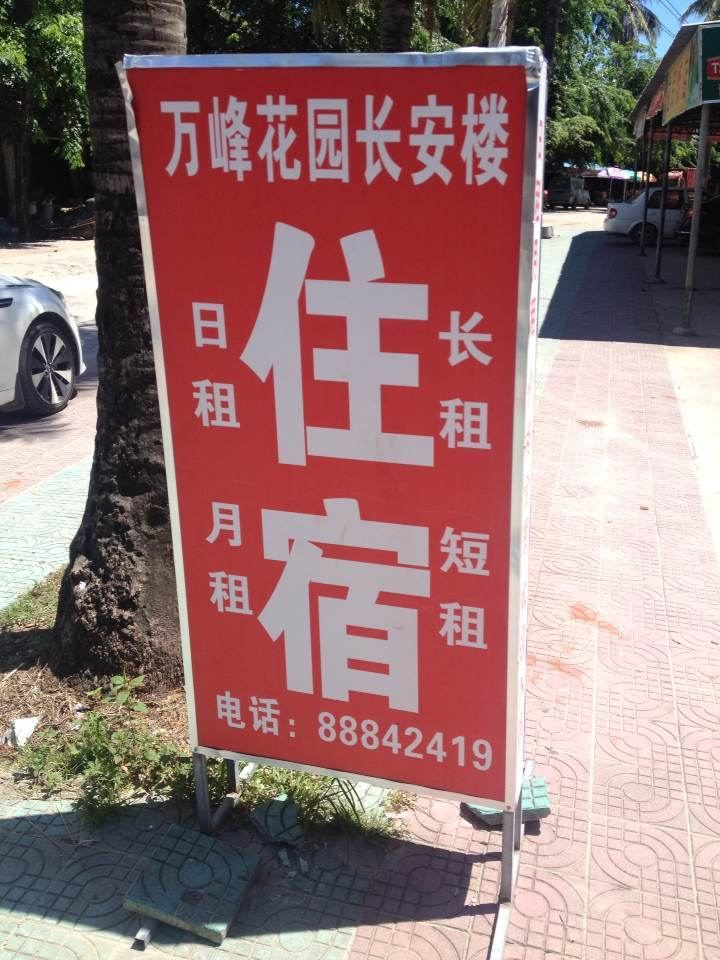 万峰花园长安楼
住宿
日租
月租
长租
短租
电话：88842419